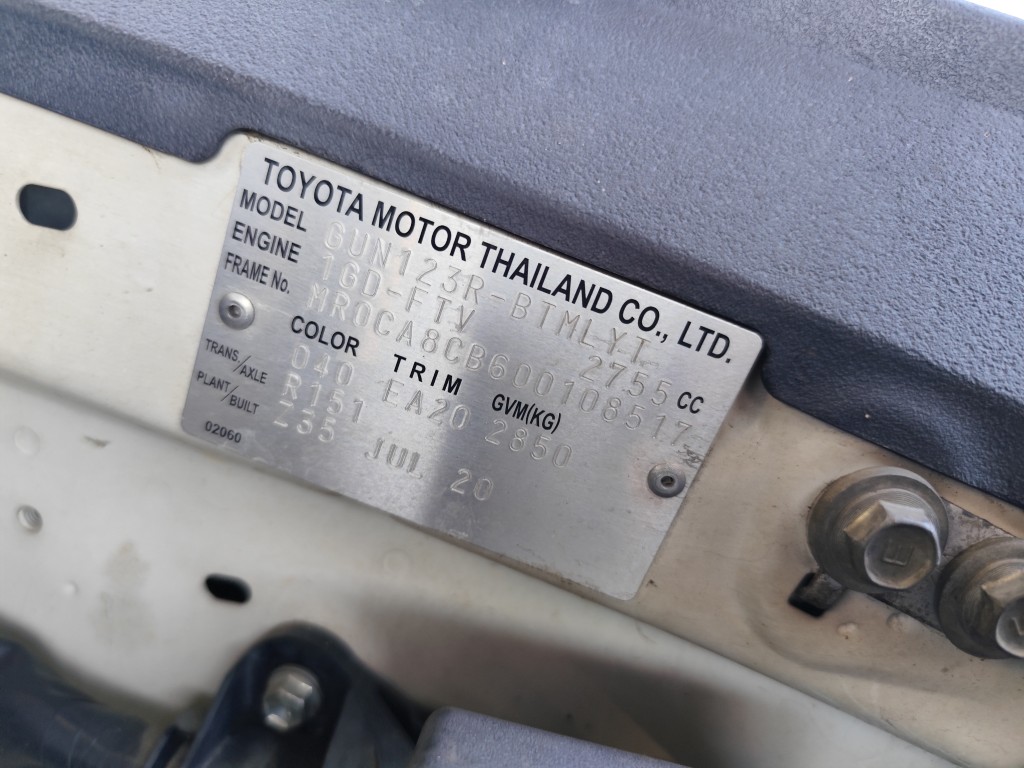 TOYOTA MOTOR THAILAND CO., LTD.
MODEL GUN123R-BTMLYT
ENGINE 1GD-FTV 2755 CC
FRAME No. MR0CA8CB600108517
COLOR TRIM GVM(KG)
040 EA20 2850
TRANS/AXLE R151
PLANT/BUILT Z55 JUL 20
02060